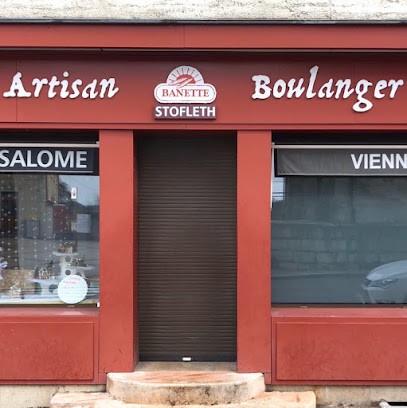 Artisan
BANETTE
STOFLETH
Boulanger
SALOME
VIENN